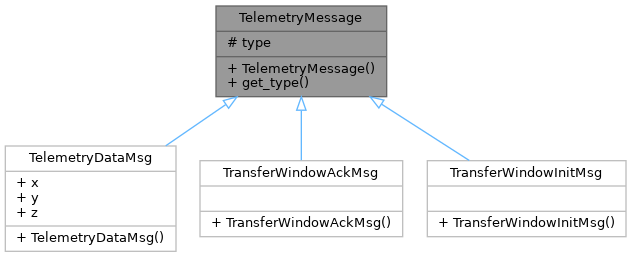 TelemetryMessage
# type
+ TelemetryMessage()
+ get_type()
TelemetryDataMsg
+ x
+ y
+ z
+ TelemetryDataMsg()
TransferWindowAckMsg
+ TransferWindowAckMsg()
TransferWindowInitMsg
+ TransferWindowInitMsg()